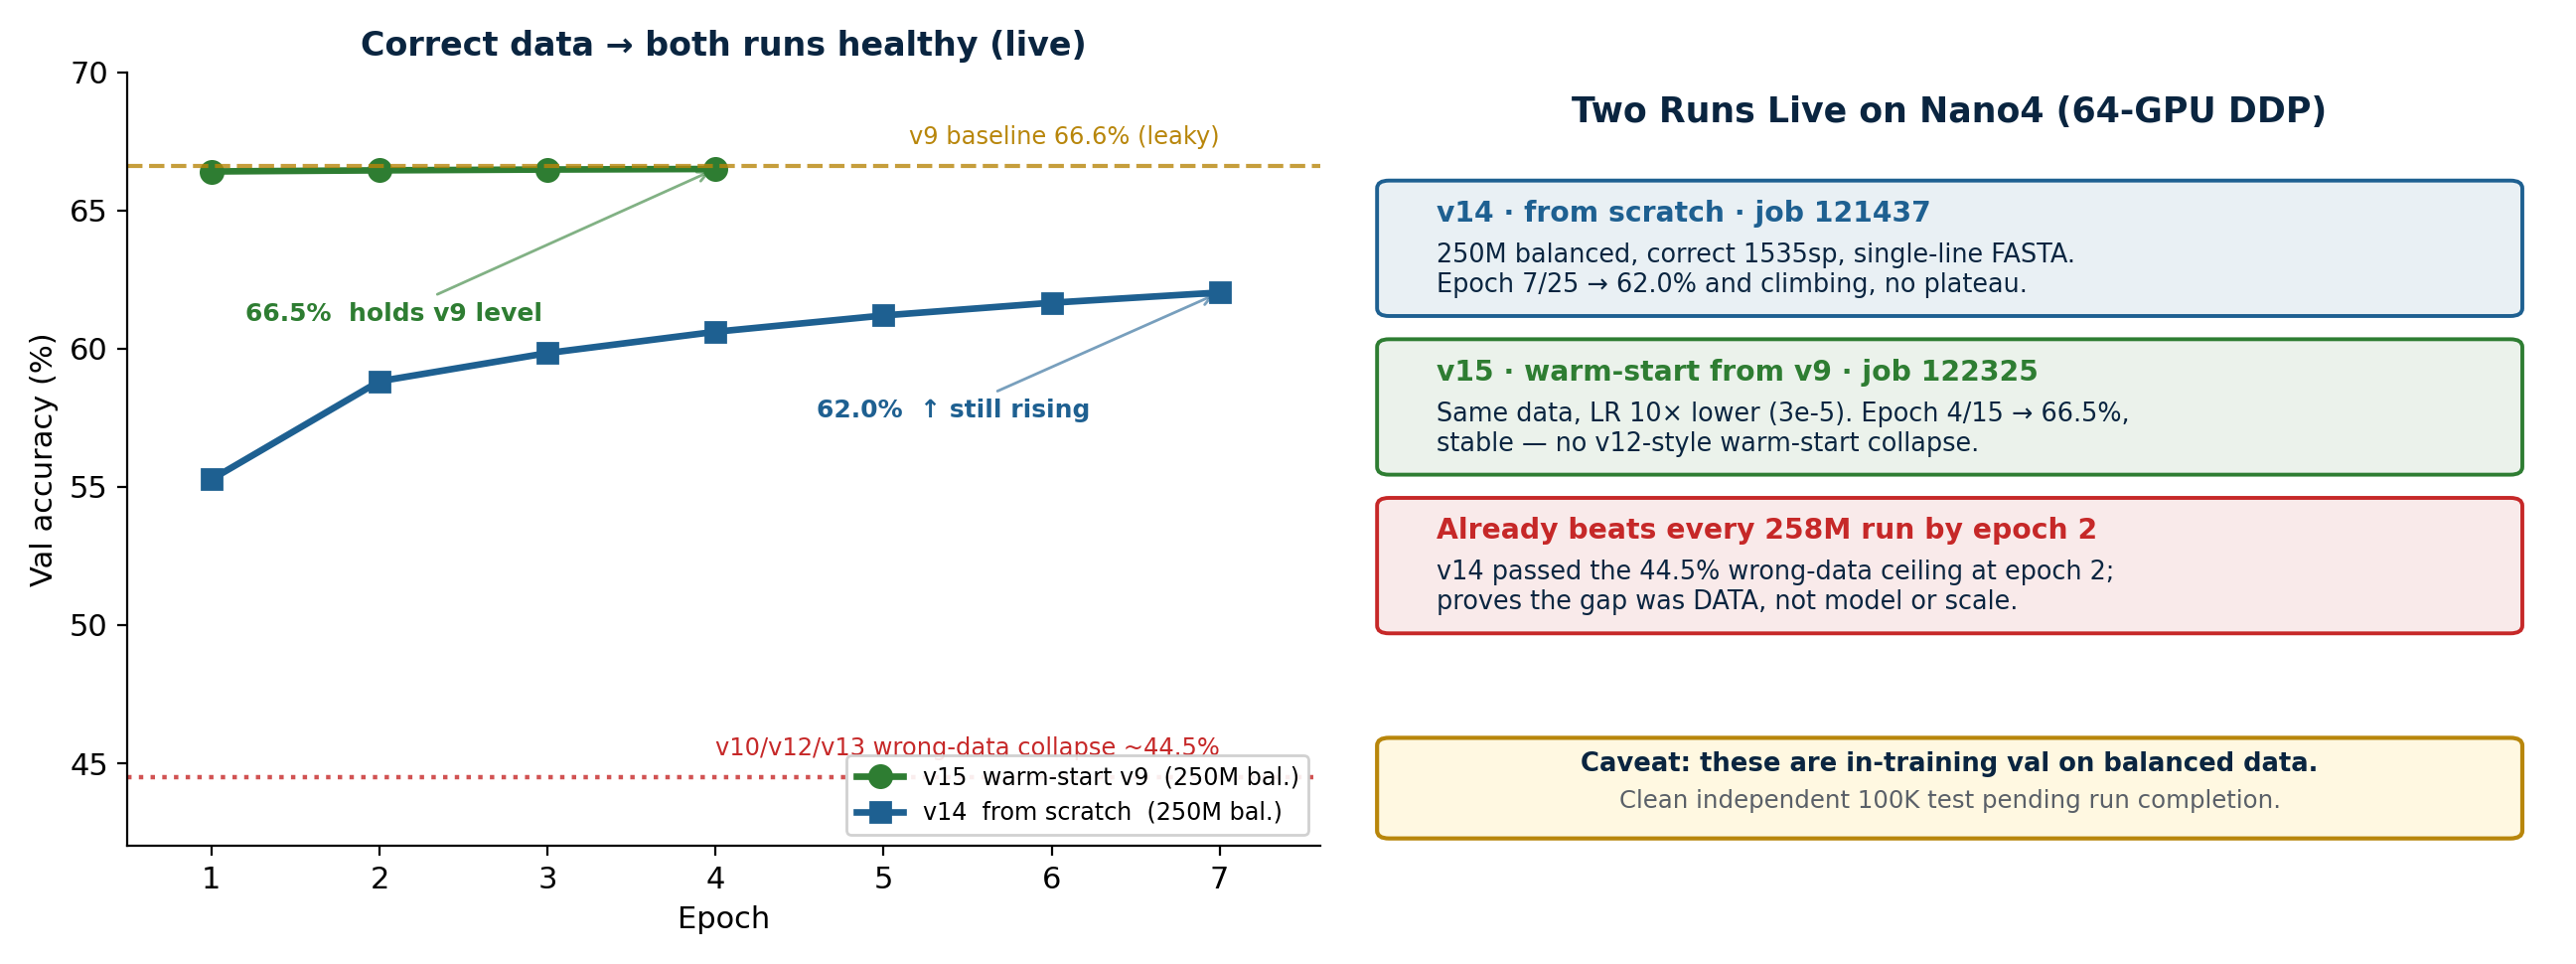 Correct data → both runs healthy (live)
70
65
60
55
50
45
Val accuracy (%)
v9 baseline 66.6% (leaky)
66.5%  holds v9 level
62.0%  ↑ still rising
v10/v12/v13 wrong-data collapse ~44.5%
v15  warm-start v9  (250M bal.)
v14  from scratch  (250M bal.)
1 2 3 4 5 6 7
Epoch
Two Runs Live on Nano4 (64-GPU DDP)
v14 · from scratch · job 121437
250M balanced, correct 1535sp, single-line FASTA.
Epoch 7/25 → 62.0% and climbing, no plateau.
v15 · warm-start from v9 · job 122325
Same data, LR 10× lower (3e-5). Epoch 4/15 → 66.5%,
stable — no v12-style warm-start collapse.
Already beats every 258M run by epoch 2
v14 passed the 44.5% wrong-data ceiling at epoch 2;
proves the gap was DATA, not model or scale.
Caveat: these are in-training val on balanced data.
Clean independent 100K test pending run completion.